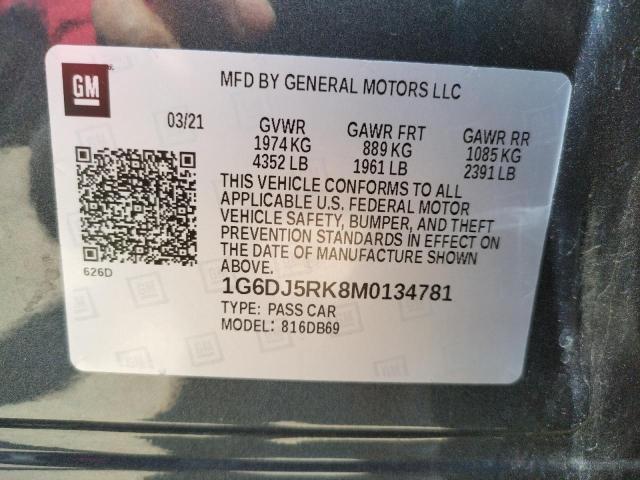 GM
MFD BY GENERAL MOTORS LLC
03/21
GVWR
1974 KG
4352 LB
GAWR FRT
889 KG
1961 LB
GAWR RR
1085 KG
2391 LB
THIS VEHICLE CONFORMS TO ALL
APPLICABLE U.S. FEDERAL MOTOR
VEHICLE SAFETY, BUMPER, AND THEFT
PREVENTION STANDARDS IN EFFECT ON
THE DATE OF MANUFACTURE SHOWN
ABOVE.
626D
1G6DJ5RK8M0134781
TYPE: PASS CAR
MODEL: 816DB69